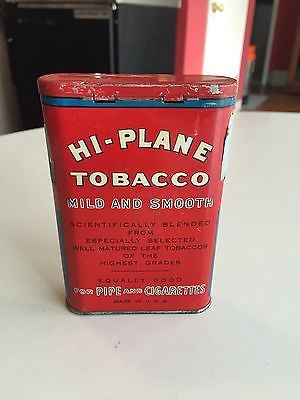 HI-PLANE
TOBACCO
MILD AND SMOOTH
SCIENTIFICALLY BLENDED
FROM
ESPECIALLY SELECTED
WELL MATURED LEAF TOBACCOS
OF THE
HIGHEST GRADES
EQUALLY GOOD
FOR PIPE AND CIGARETTES
MADE IN U.S.A.